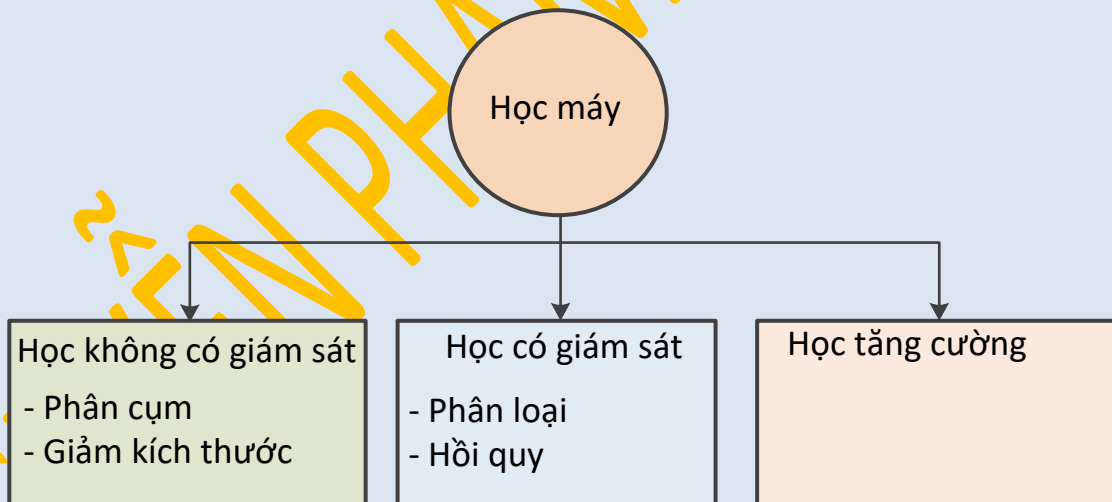 Học máy
Học không có giám sát
- Phân cụm
- Giảm kích thước
Học có giám sát
- Phân loại
- Hồi quy
Học tăng cường